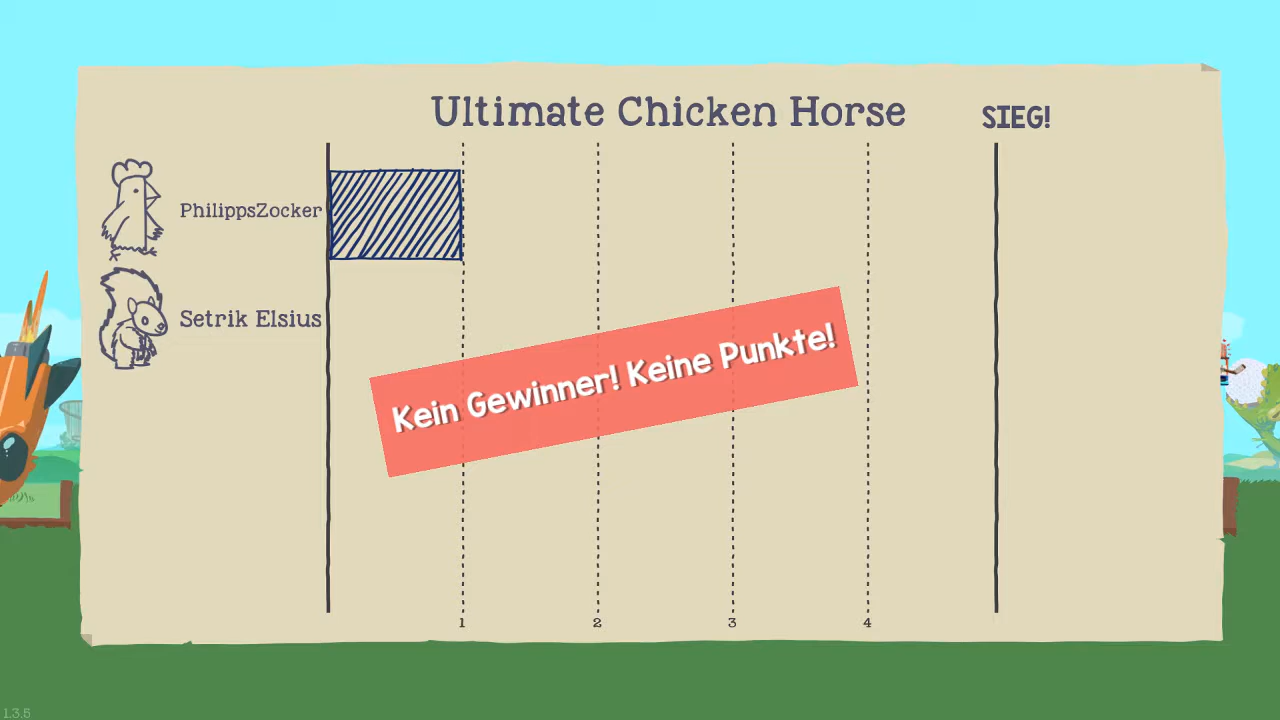 Ultimate Chicken Horse
SIEG!
PhilippsZocker
Setrik Elsius
Kein Gewinner! Keine Punkte!
1 2 3 4
1.3.5